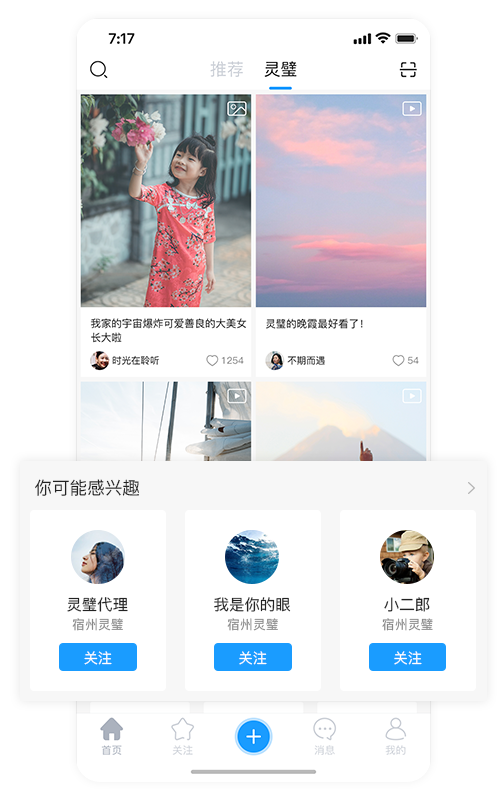 7:17
推荐 灵璧
我家的宇宙爆炸可爱善良的大美女
长大啦
时光在聆听 1254
灵璧的晚霞最好看了！
不期而遇 54
你可能感兴趣
灵璧代理
宿州灵璧
关注
我是你的眼
宿州灵璧
关注
小二郎
宿州灵璧
关注
首页 关注 消息 我的